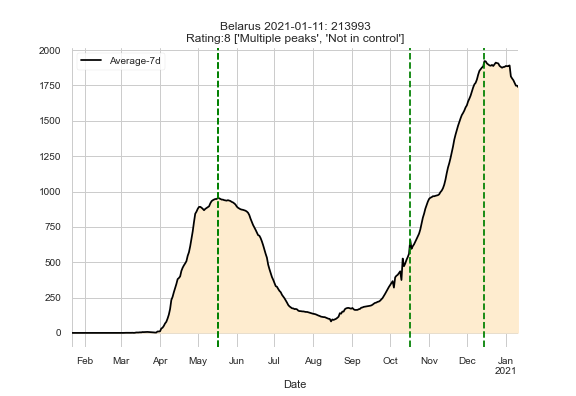 Belarus 2021-01-11: 213993
Rating:8 ['Multiple peaks', 'Not in control']
Average-7d
2000
1750
1500
1250
1000
750
500
250
0
Feb Mar Apr May Jun Jul Aug Sep Oct Nov Dec Jan
2021
Date